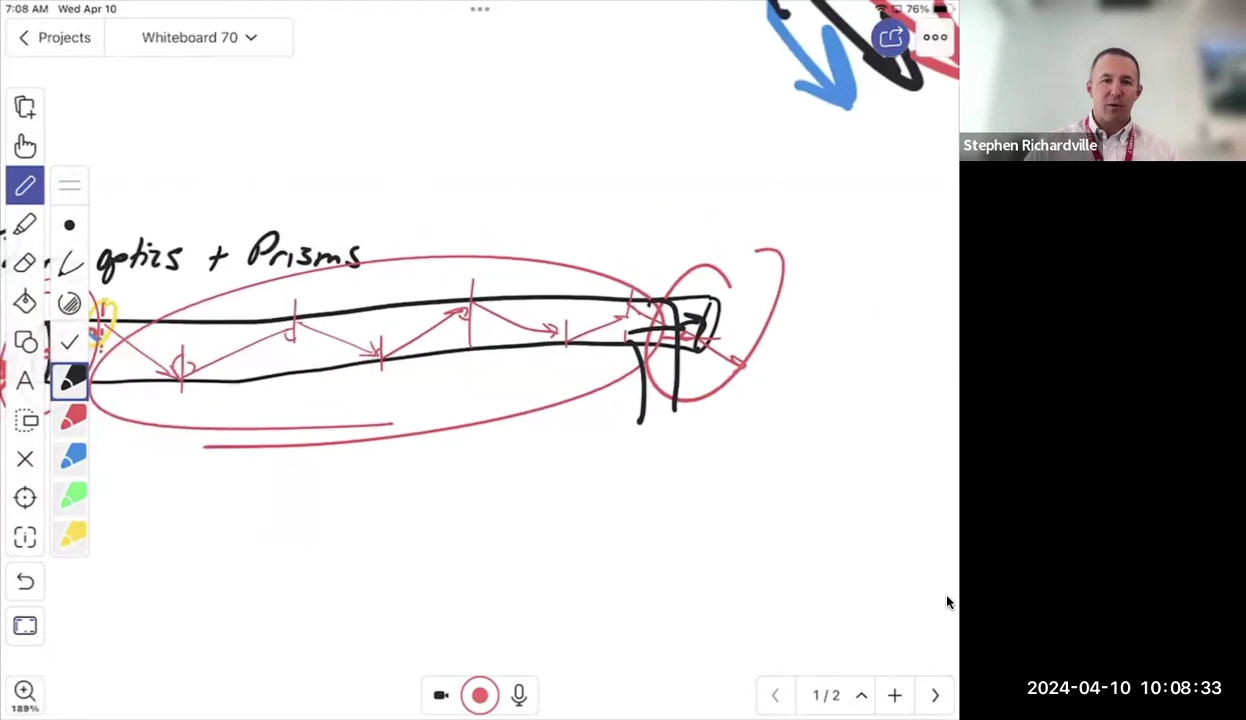 7:08 AM Wed Apr 10
76%
Projects
Whiteboard 70
Stephen Richardville
optics + Prisms
A
189%
1 / 2
2024-04-10 10:08:33